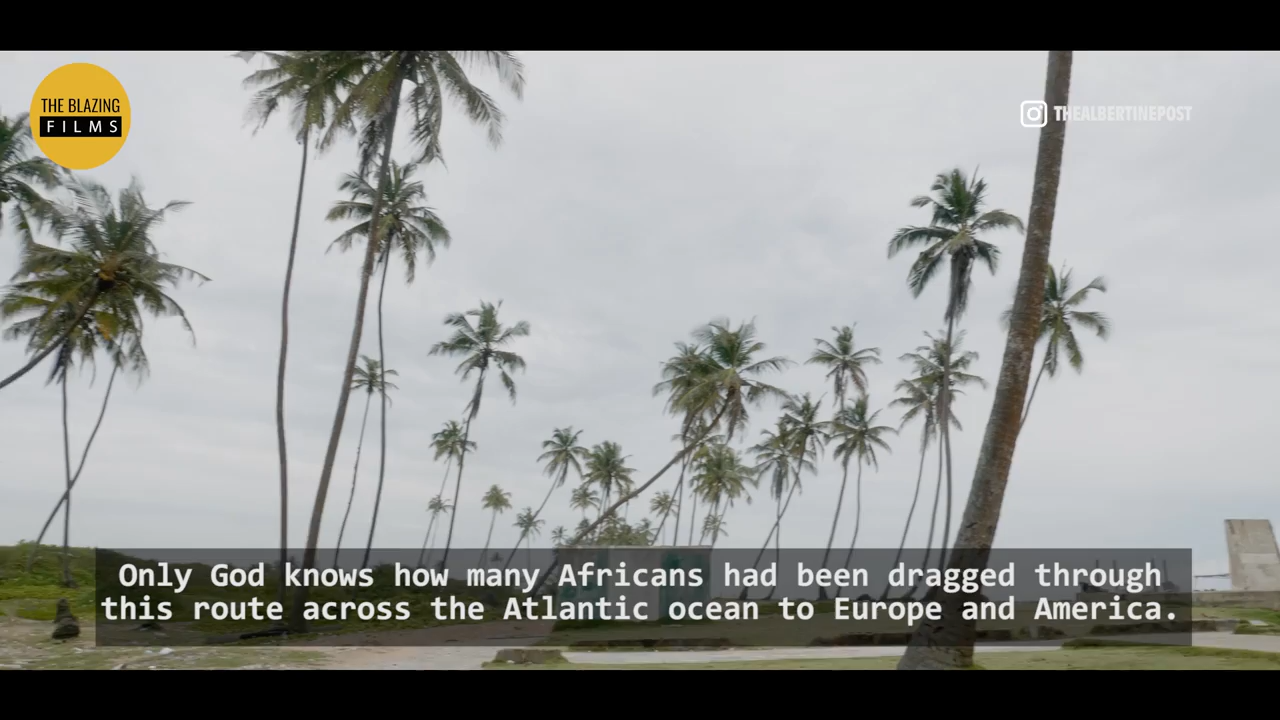 THE BLAZING
FILMS
THEALBERTINEPOST
Only God knows how many Africans had been dragged through
this route across the Atlantic ocean to Europe and America.